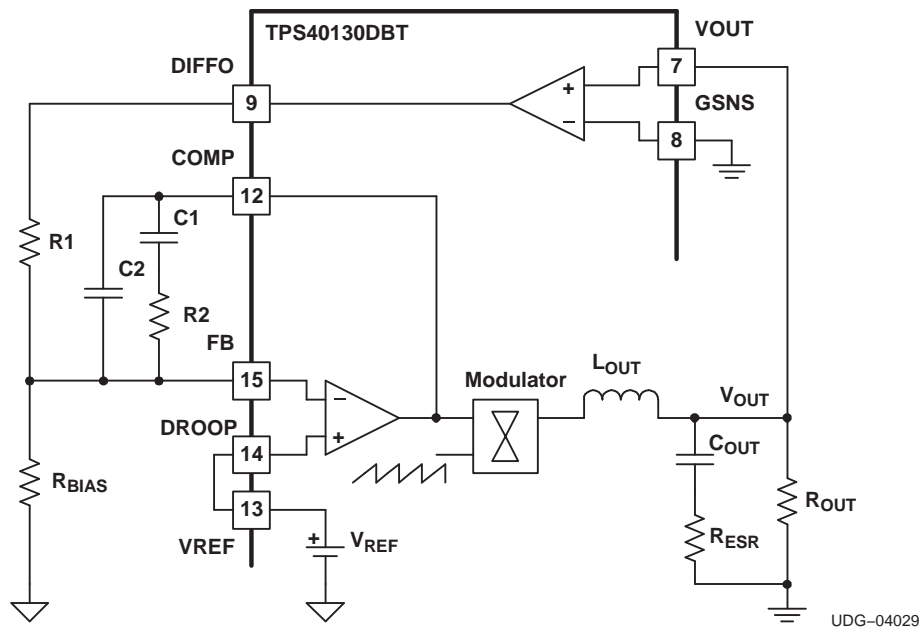 TPS40130DBT
VOUT
DIFFO
7
+
GSNS
9
−
8
COMP
12
C1
R1
C2
R2
FB
15
LOUT
Modulator
−
VOUT
DROOP
+
COUT
14
RBIAS
ROUT
13
+
VREF
RESR
VREF
UDG−04029